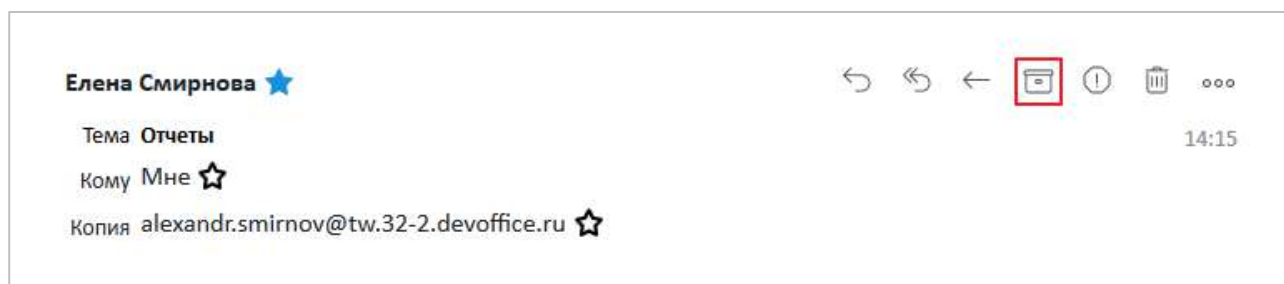 Елена Смирнова
Тема Отчеты
14:15
Кому Мне
Копия alexandr.smirnov@tw.32-2.devoffice.ru